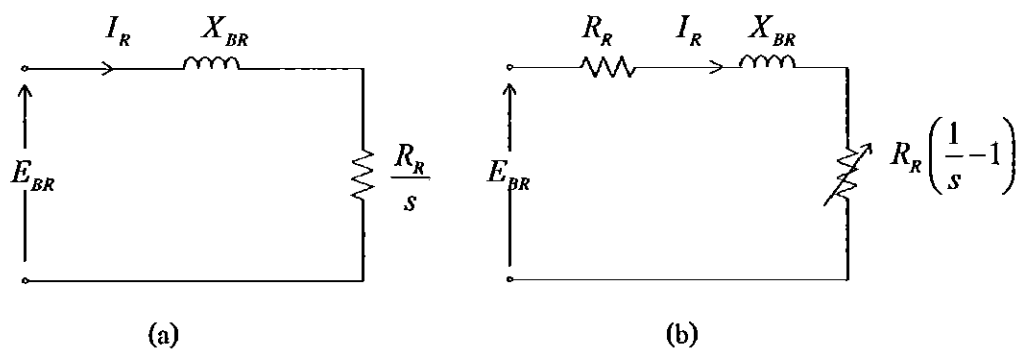 I_R X_BR
E_BR
R_R/s
(a)
R_R I_R X_BR
E_BR
R_R(1/s−1)
(b)